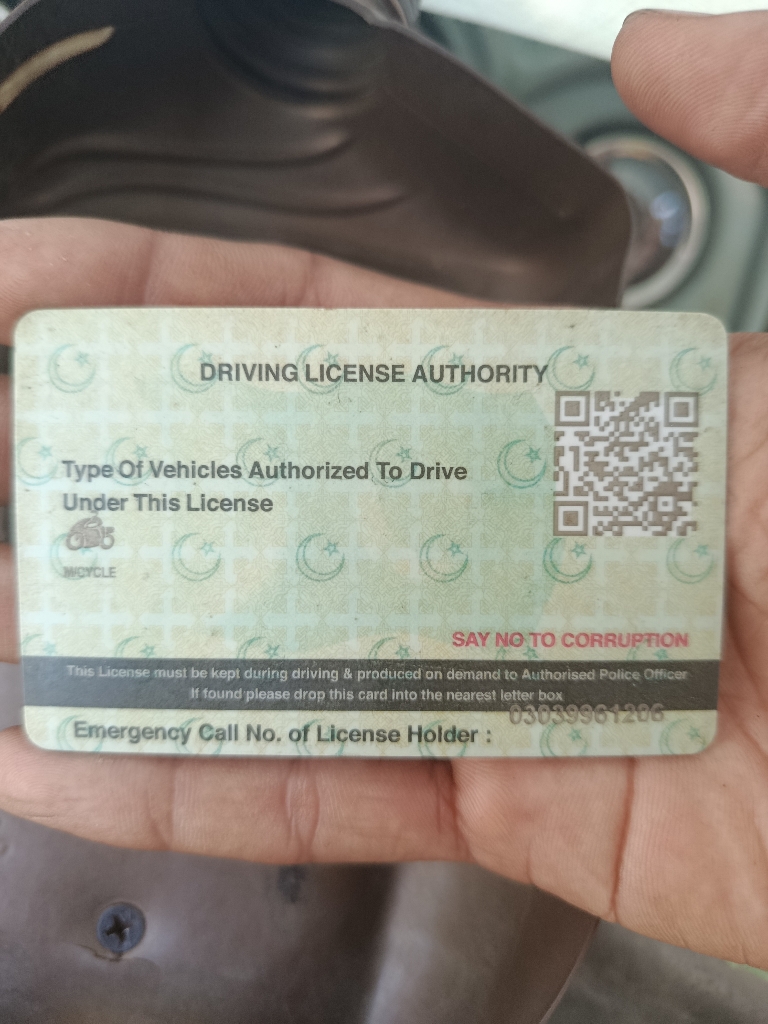 DRIVING LICENSE AUTHORITY
Type Of Vehicles Authorized To Drive
Under This License
M/CYCLE
SAY NO TO CORRUPTION
This License must be kept during driving & produced on demand to Authorised Police Officer
If found please drop this card into the nearest letter box
03039961206
Emergency Call No. of License Holder :